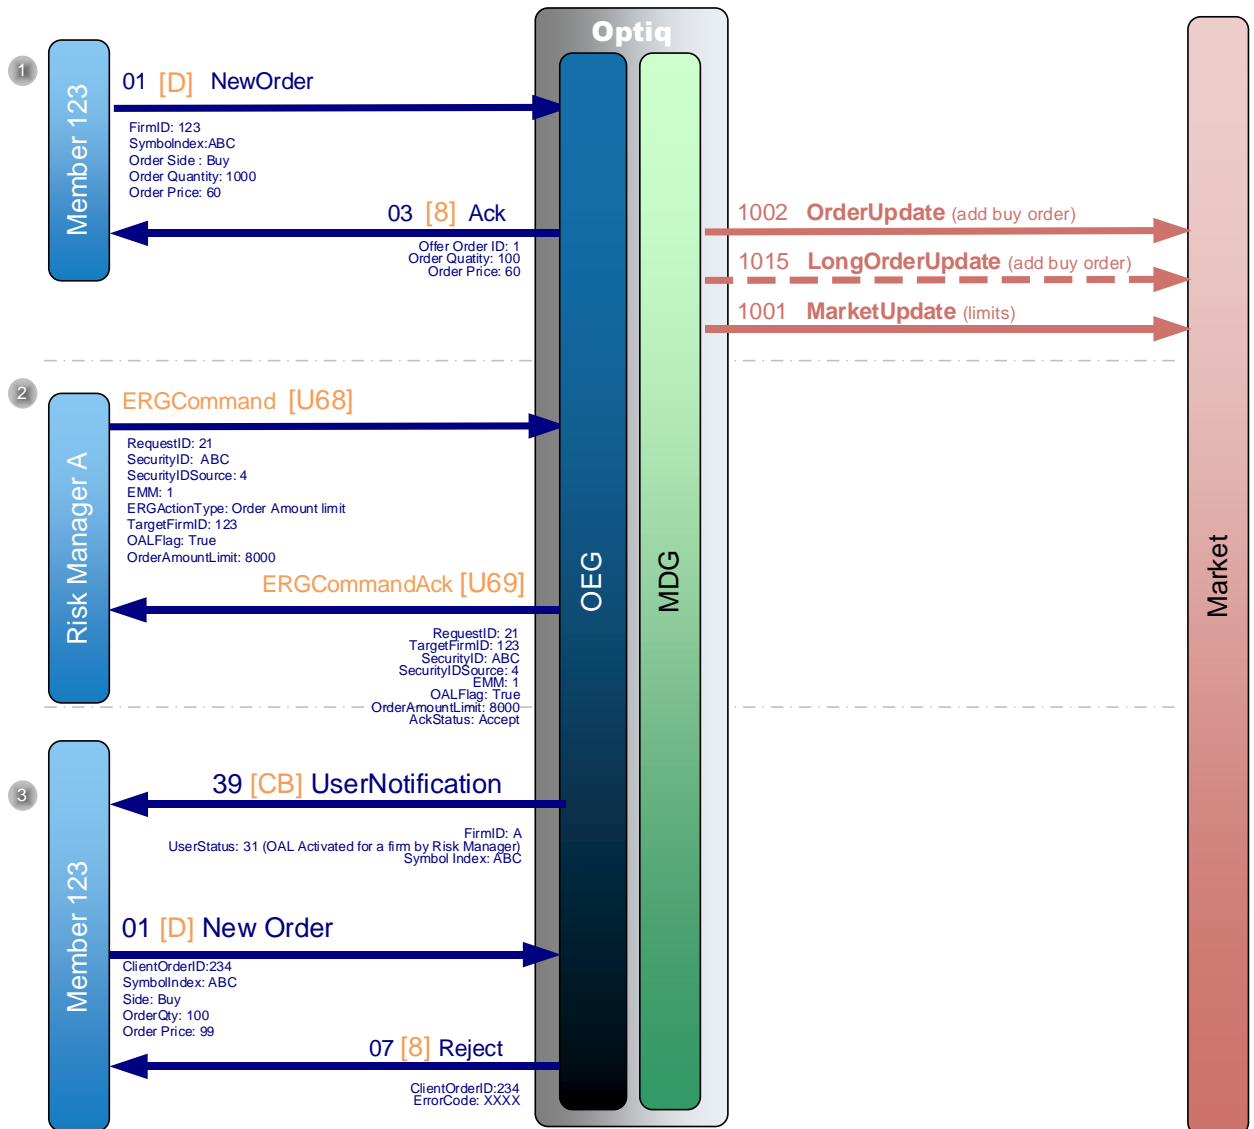 Optiq
1
Member 123
01 [D] NewOrder
FirmID: 123
SymbolIndex:ABC
Order Side : Buy
Order Quantity: 1000
Order Price: 60
03 [8] Ack
Offer Order ID: 1
Order Quatity: 100
Order Price: 60
1002 OrderUpdate (add buy order)
1015 LongOrderUpdate (add buy order)
1001 MarketUpdate (limits)
2
Risk Manager A
ERGCommand [U68]
RequestID: 21
SecurityID: ABC
SecurityIDSource: 4
EMM: 1
ERGActionType: Order Amount limit
TargetFirmID: 123
OALFlag: True
OrderAmountLimit: 8000
ERGCommandAck [U69]
RequestID: 21
TargetFirmID: 123
SecurityID: ABC
SecurityIDSource: 4
EMM: 1
OALFlag: True
OrderAmountLimit: 8000
AckStatus: Accept
OEG
MDG
Market
3
Member 123
39 [CB] UserNotification
FirmID: A
UserStatus: 31 (OAL Activated for a firm by Risk Manager)
Symbol Index: ABC
01 [D] New Order
ClientOrderID:234
SymbolIndex: ABC
Side: Buy
OrderQty: 100
Order Price: 99
07 [8] Reject
ClientOrderID:234
ErrorCode: XXXX